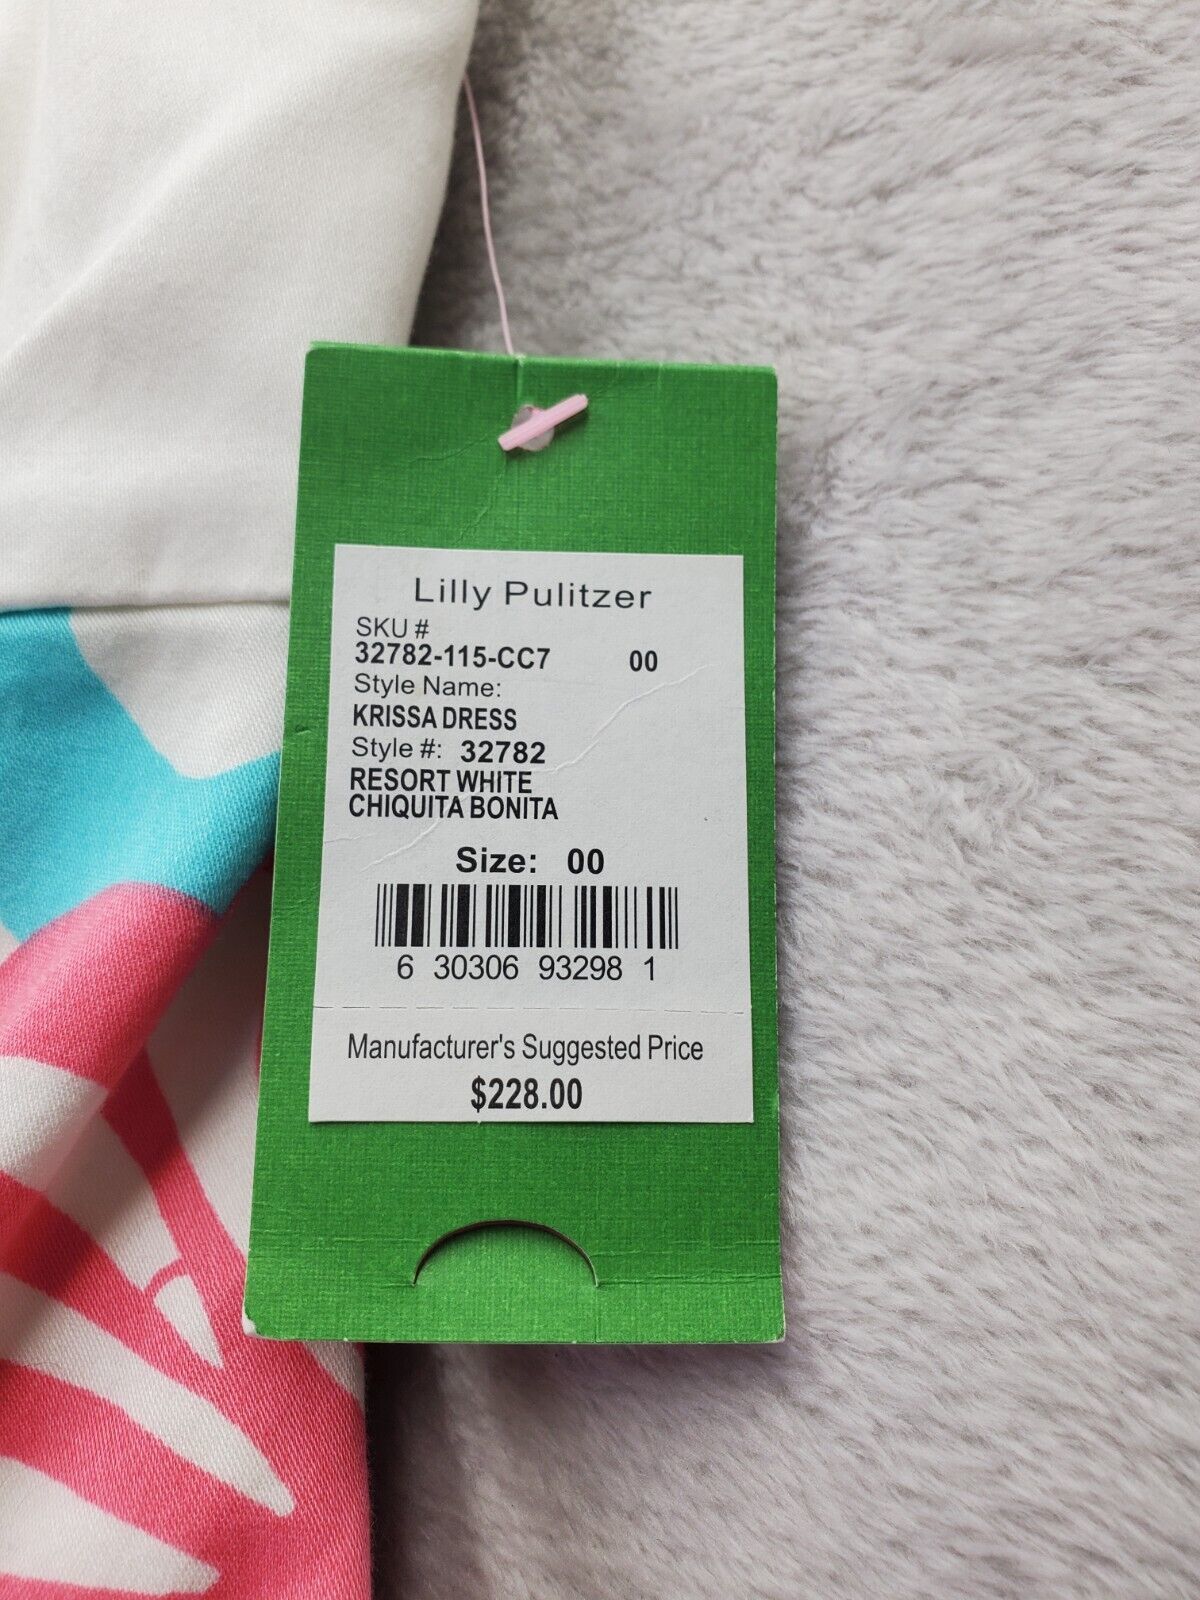 Lilly Pulitzer
SKU #
32782-115-CC7 00
Style Name:
KRISSA DRESS
Style #: 32782
RESORT WHITE
CHIQUITA BONITA
Size: 00
6 30306 93298 1
Manufacturer's Suggested Price
$228.00